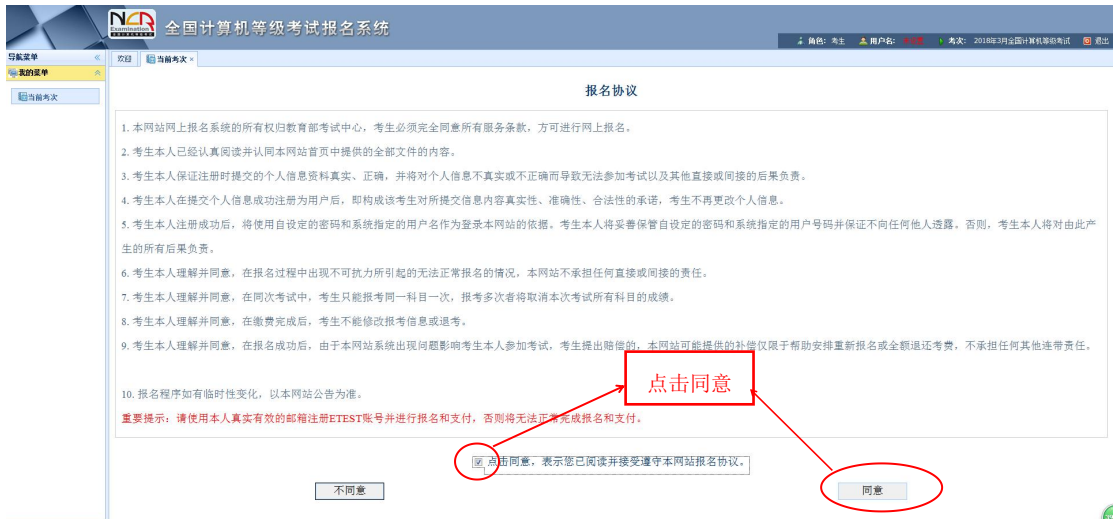 NCR
Examination
全国计算机等级考试报名系统
角色：考生 用户名： 考次：2018年3月全国计算机等级考试 退出
导航菜单
欢迎 当前考次
我的菜单
当前考次
报名协议
1. 本网站网上报名系统的所有权归教育部考试中心，考生必须完全同意所有服务条款，方可进行网上报名。
2. 考生本人已经认真阅读并认同本网站首页中提供的全部文件的内容。
3. 考生本人保证注册时提交的个人信息资料真实、正确，并将对个人信息不真实或不正确而导致无法参加考试以及其他直接或间接的后果负责。
4. 考生本人在提交个人信息成功注册为用户后，即构成该考生对所提交信息内容真实性、准确性、合法性的承诺，考生不再更改个人信息。
5. 考生本人注册成功后，将使用自设定的密码和系统指定的用户名作为登录本网站的依据。考生本人将妥善保管自设定的密码和系统指定的用户号码并保证不向任何他人透露。否则，考生本人将对由此产
生的所有后果负责。
6. 考生本人理解并同意，在报名过程中出现不可抗力所引起的无法正常报名的情况，本网站不承担任何直接或间接的责任。
7. 考生本人理解并同意，在同次考试中，考生只能报考同一科目一次，报考多次者将取消本次考试所有科目的成绩。
8. 考生本人理解并同意，在缴费完成后，考生不能修改报考信息或退考。
9. 考生本人理解并同意，在报名成功后，由于本网站系统出现问题影响考生本人参加考试，考生提出赔偿的，本网站可能提供的补偿仅限于帮助安排重新报名或全额退还考费，不承担任何其他连带责任。
点击同意
10. 报名程序如有临时性变化，以本网站公告为准。
重要提示：请使用本人真实有效的邮箱注册ETEST账号并进行报名和支付，否则将无法正常完成报名和支付。
点击同意，表示您已阅读并接受遵守本网站报名协议。
不同意 同意